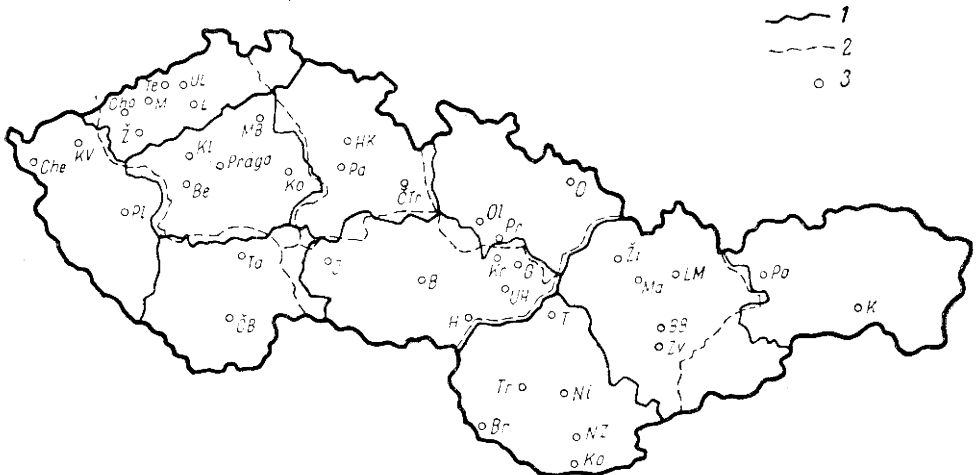 1
2
3
Te
UL
Cho
M
L
Ž
MB
KV
Kl
HK
Che
Praga
Pa
Ko
Be
ČTr
O
Pl
Ol
Pr
Ta
J
Kr
G
Ži
B
UH
Ma
LM
Po
ČB
H
T
K
BB
Zv
Tr
Ni
Br
NZ
Ko